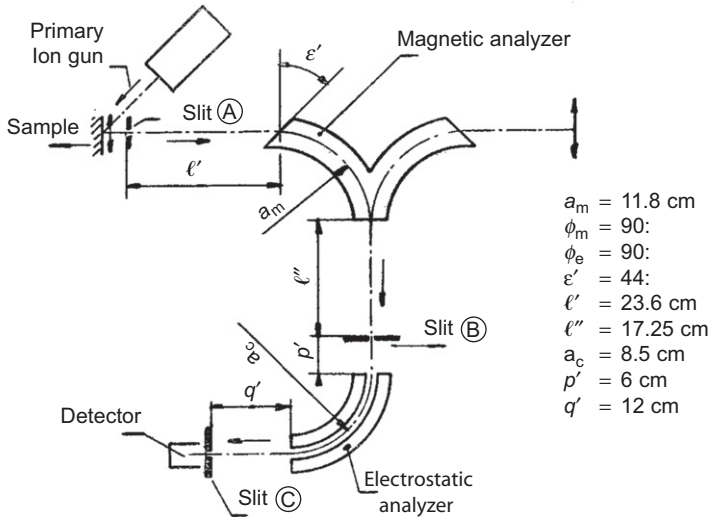 Primary
Ion gun
ε′
Magnetic analyzer
Slit Ⓐ
Sample
ℓ′
a_m
a_m = 11.8 cm
ϕ_m = 90:
ϕ_e = 90:
ε′ = 44:
ℓ′ = 23.6 cm
ℓ″ = 17.25 cm
a_c = 8.5 cm
p′ = 6 cm
q′ = 12 cm
ℓ″
Slit Ⓑ
a_c
p′
q′
Detector
Slit Ⓒ
Electrostatic
analyzer